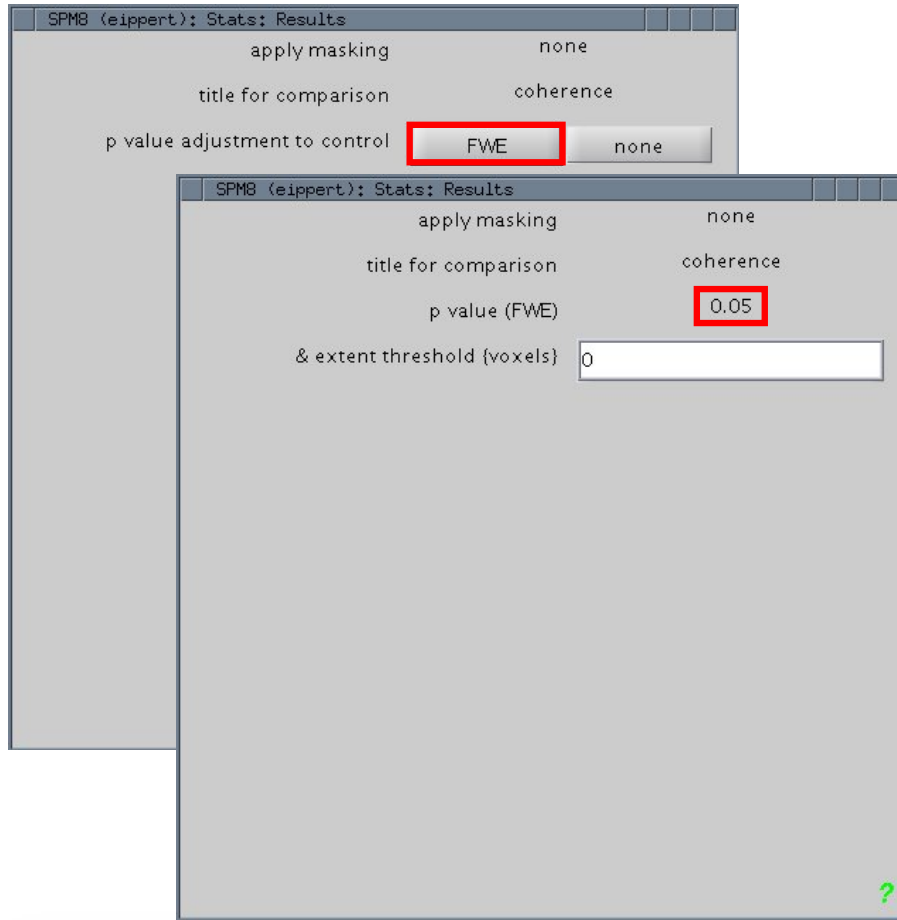 SPM8 (eippert): Stats: Results
apply masking none
title for comparison coherence
p value adjustment to control FWE none
SPM8 (eippert): Stats: Results
apply masking none
title for comparison coherence
p value (FWE) 0.05
& extent threshold {voxels} 0
?